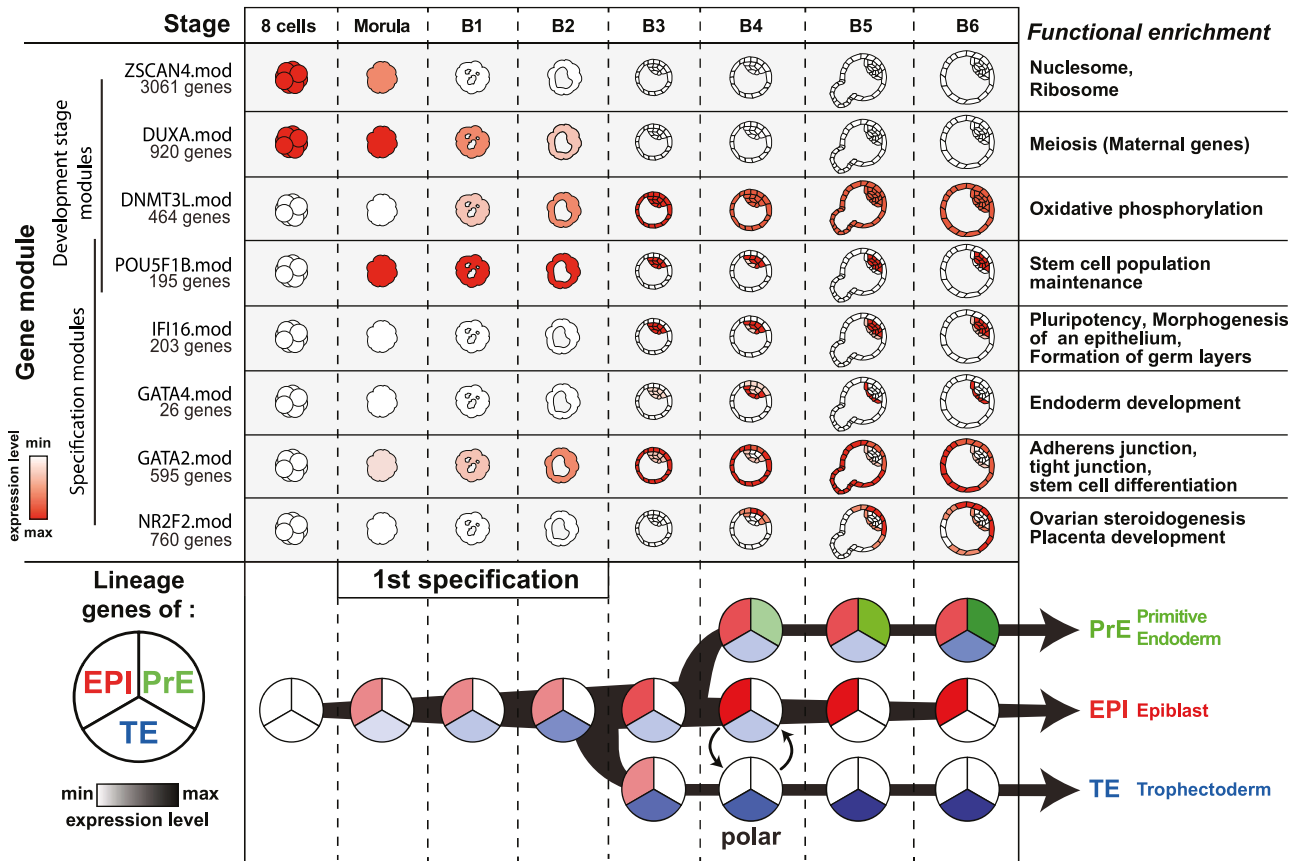 Stage
8 cells
Morula
B1
B2
B3
B4
B5
B6
Functional enrichment
Gene module
Development stage
modules
Specification modules
ZSCAN4.mod
3061 genes
Nuclesome,
Ribosome
DUXA.mod
920 genes
Meiosis (Maternal genes)
DNMT3L.mod
464 genes
Oxidative phosphorylation
POU5F1B.mod
195 genes
Stem cell population
maintenance
IFI16.mod
203 genes
Pluripotency, Morphogenesis
of an epithelium,
Formation of germ layers
GATA4.mod
26 genes
Endoderm development
GATA2.mod
595 genes
Adherens junction,
tight junction,
stem cell differentiation
NR2F2.mod
760 genes
Ovarian steroidogenesis
Placenta development
expression level
min
max
Lineage
genes of :
EPI
PrE
TE
min
max
expression level
1st specification
PrE
Primitive
Endoderm
EPI
Epiblast
TE
Trophectoderm
polar